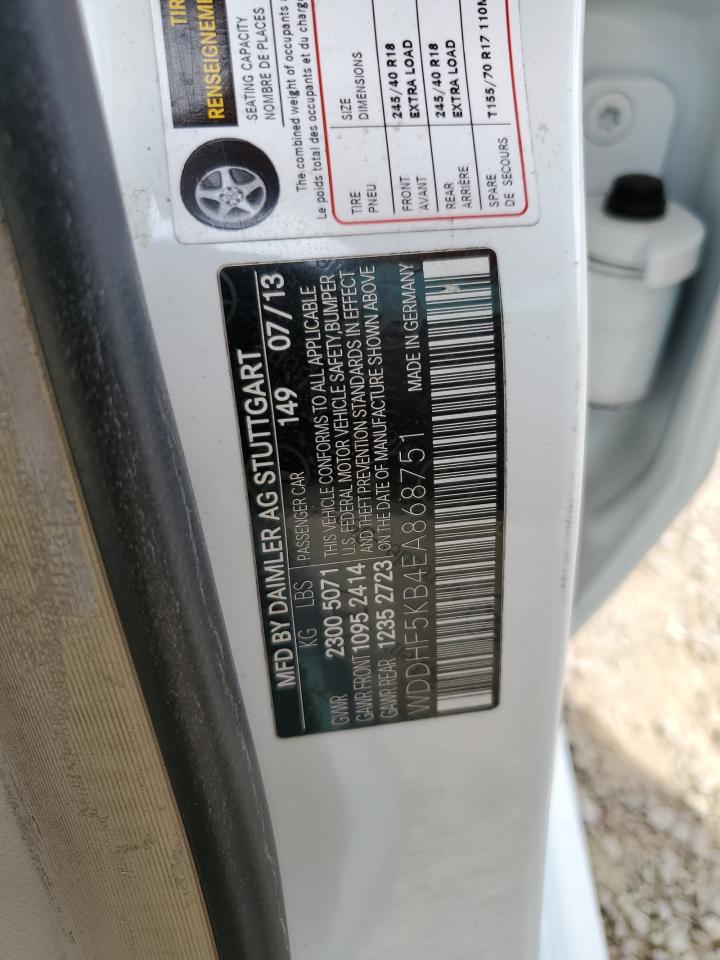 TIR
RENSEIGNEME
SEATING CAPACITY
NOMBRE DE PLACES
The combined weight of occupants
Le poids total des occupants et du charg
TIRE SIZE
PNEU DIMENSIONS
FRONT 245/40 R18
AVANT EXTRA LOAD
REAR 245/40 R18
ARRIÈRE EXTRA LOAD
SPARE T155/70 R17 110M
DE SECOURS
MFD BY DAIMLER AG STUTTGART
149 07/13
KG LBS PASSENGER CAR
GVWR 2300 5071 THIS VEHICLE CONFORMS TO ALL APPLICABLE
GAWR FRONT 1095 2414 U.S. FEDERAL MOTOR VEHICLE SAFETY,BUMPER
AND THEFT PREVENTION STANDARDS IN EFFECT
GAWR REAR 1235 2723 ON THE DATE OF MANUFACTURE SHOWN ABOVE
WDDHF5KB4EA868751 MADE IN GERMANY